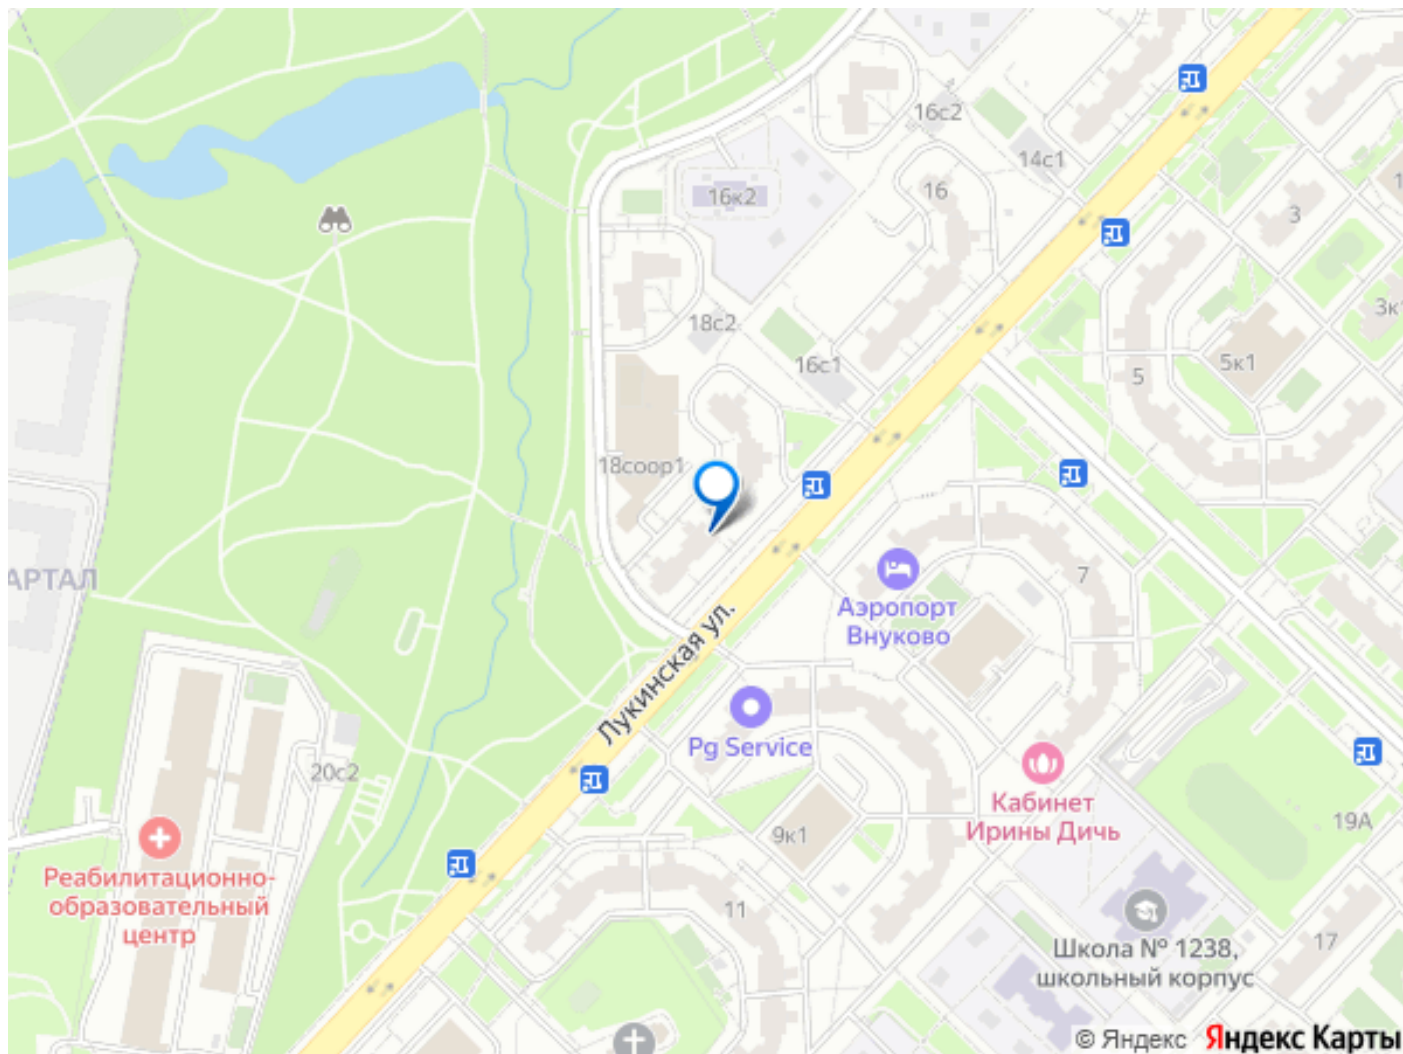 16с2
14с1
16к2
16
3
3к
18с2
16с1
5
5к1
18соор1
АРТАЛ
7
Аэропорт
Внуково
Лукинская ул.
Pg Service
20с2
Кабинет
Ирины Дичь
9к1
19А
Реабилитационно-
образовательный
центр
11
17
Школа № 1238,
школьный корпус
© Яндекс Яндекс Карты